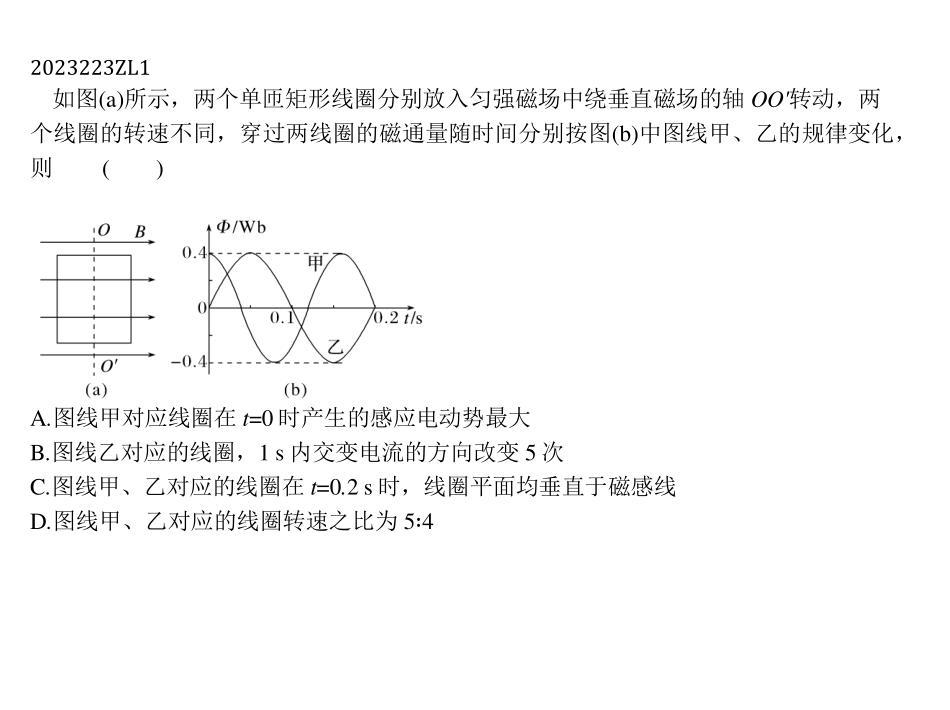 2023223ZL1
如图(a)所示，两个单匝矩形线圈分别放入匀强磁场中绕垂直磁场的轴 OO′转动，两
个线圈的转速不同，穿过两线圈的磁通量随时间分别按图(b)中图线甲、乙的规律变化，
则 ( )
O B
O′
(a)
Φ/Wb
0.4
甲
0
0.1
0.2 t/s
乙
−0.4
(b)
A.图线甲对应线圈在 t=0 时产生的感应电动势最大
B.图线乙对应的线圈，1 s 内交变电流的方向改变 5 次
C.图线甲、乙对应的线圈在 t=0.2 s 时，线圈平面均垂直于磁感线
D.图线甲、乙对应的线圈转速之比为 5∶4